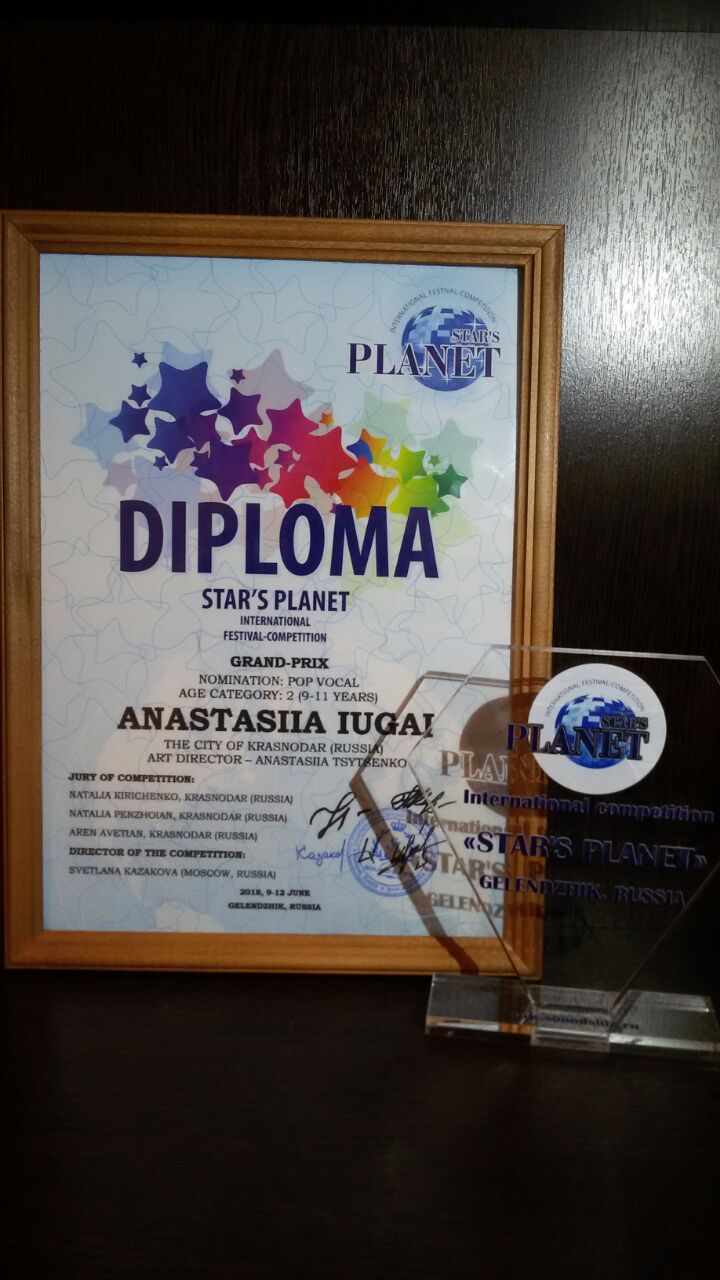 INTERNATIONAL FESTIVAL-COMPETITION
STAR'S
PLANET
DIPLOMA
STAR'S PLANET
INTERNATIONAL
FESTIVAL-COMPETITION
GRAND-PRIX
NOMINATION: POP VOCAL
AGE CATEGORY: 2 (9-11 YEARS)
ANASTASIIA IUGAI
THE CITY OF KRASNODAR (RUSSIA)
ART DIRECTOR – ANASTASIIA TSYTSENKO
JURY OF COMPETITION:
NATALIA KIRICHENKO, KRASNODAR (RUSSIA)
NATALIA PENZHOIAN, KRASNODAR (RUSSIA)
AREN AVETIAN, KRASNODAR (RUSSIA)
DIRECTOR OF THE COMPETITION:
SVETLANA KAZAKOVA (MOSCOW, RUSSIA)
2018, 9-12 JUNE
GELENDZHIK, RUSSIA
INTERNATIONAL FESTIVAL-COMPETITION
STAR'S
PLANET
International competition
«STAR'S PLANET»
GELENDZHIK, RUSSIA